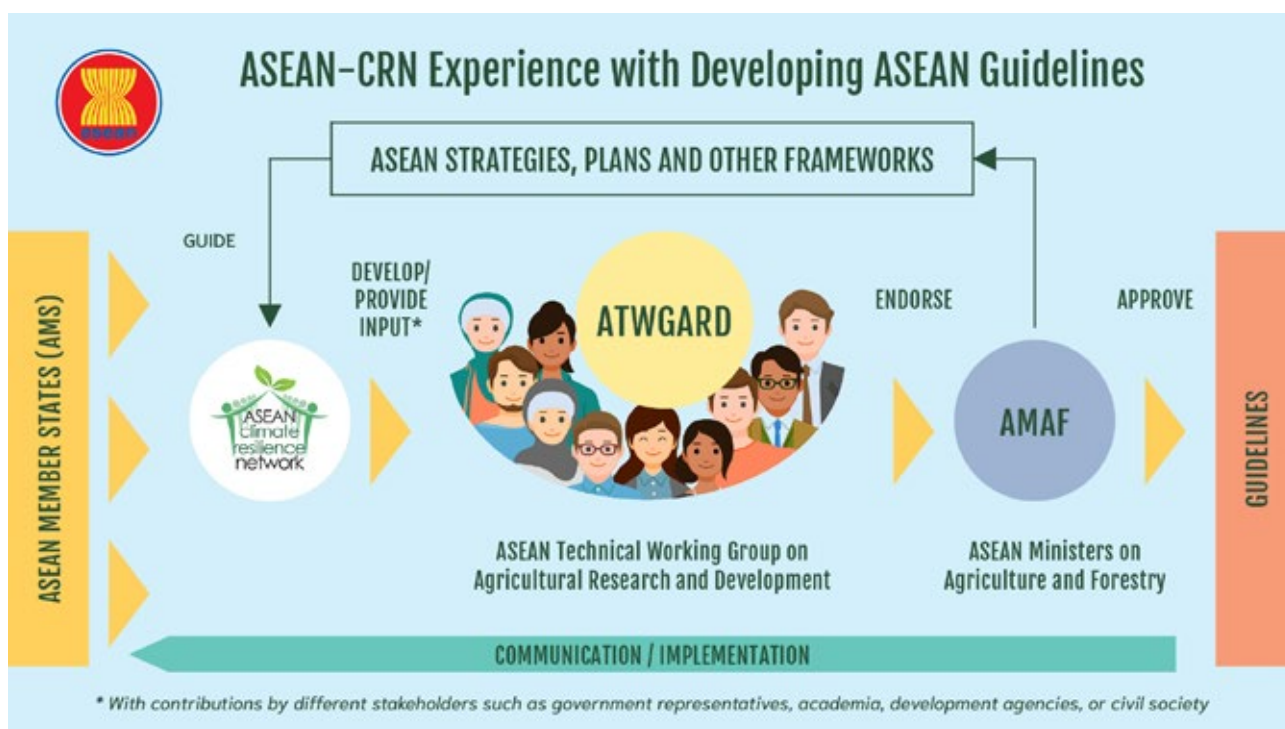 asean
ASEAN-CRN Experience with Developing ASEAN Guidelines
ASEAN STRATEGIES, PLANS AND OTHER FRAMEWORKS
ASEAN MEMBER STATES (AMS)
GUIDE
ASEAN
climate
resilience
network
DEVELOP/
PROVIDE
INPUT*
ATWGARD
ASEAN Technical Working Group on
Agricultural Research and Development
ENDORSE
AMAF
ASEAN Ministers on
Agriculture and Forestry
APPROVE
GUIDELINES
COMMUNICATION / IMPLEMENTATION
* With contributions by different stakeholders such as government representatives, academia, development agencies, or civil society